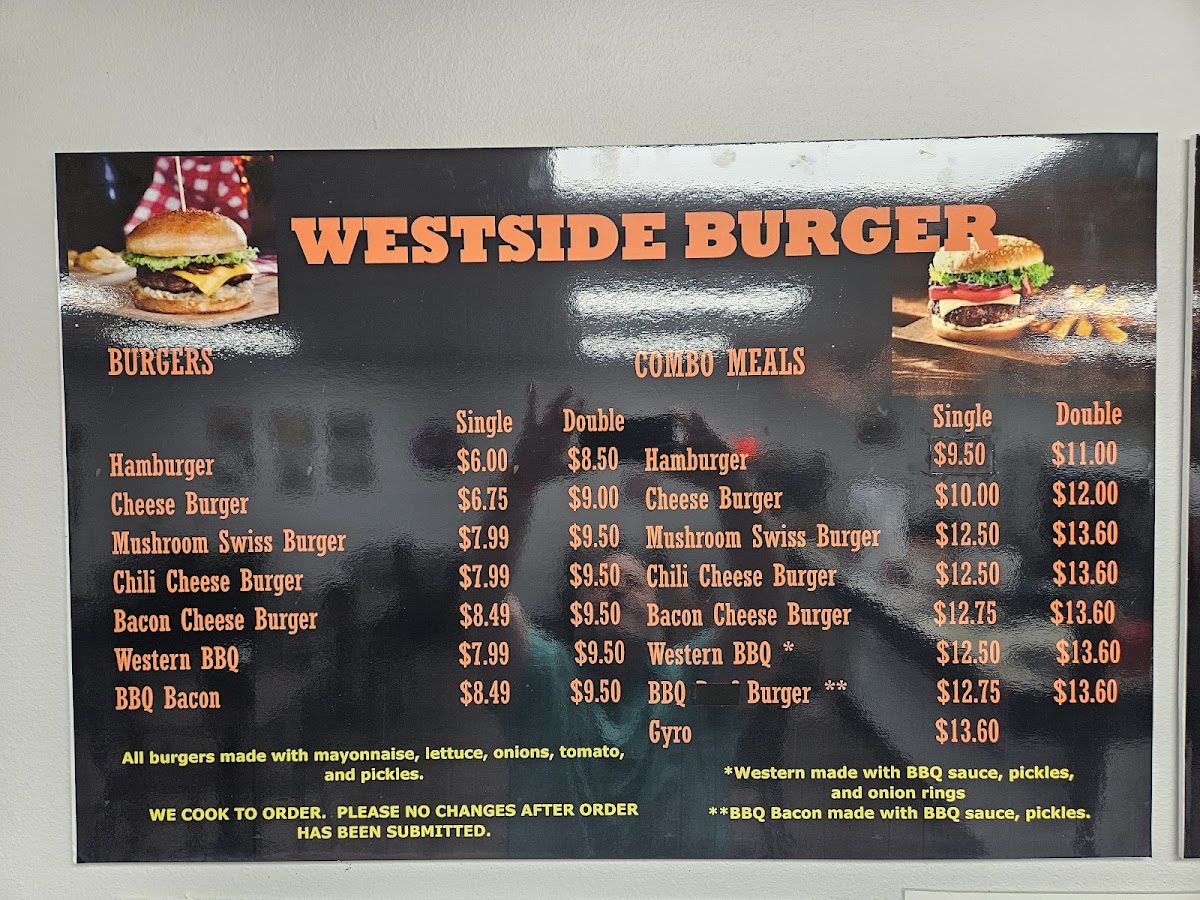 WESTSIDE BURGER
BURGERS
Single Double
Hamburger $6.00 $8.50
Cheese Burger $6.75 $9.00
Mushroom Swiss Burger $7.99 $9.50
Chili Cheese Burger $7.99 $9.50
Bacon Cheese Burger $8.49 $9.50
Western BBQ $7.99 $9.50
BBQ Bacon $8.49 $9.50
All burgers made with mayonnaise, lettuce, onions, tomato,
and pickles.
WE COOK TO ORDER. PLEASE NO CHANGES AFTER ORDER
HAS BEEN SUBMITTED.
COMBO MEALS
Single Double
Hamburger $9.50 $11.00
Cheese Burger $10.00 $12.00
Mushroom Swiss Burger $12.50 $13.60
Chili Cheese Burger $12.50 $13.60
Bacon Cheese Burger $12.75 $13.60
Western BBQ * $12.50 $13.60
BBQ Burger ** $12.75 $13.60
Gyro $13.60
*Western made with BBQ sauce, pickles,
and onion rings
**BBQ Bacon made with BBQ sauce, pickles.